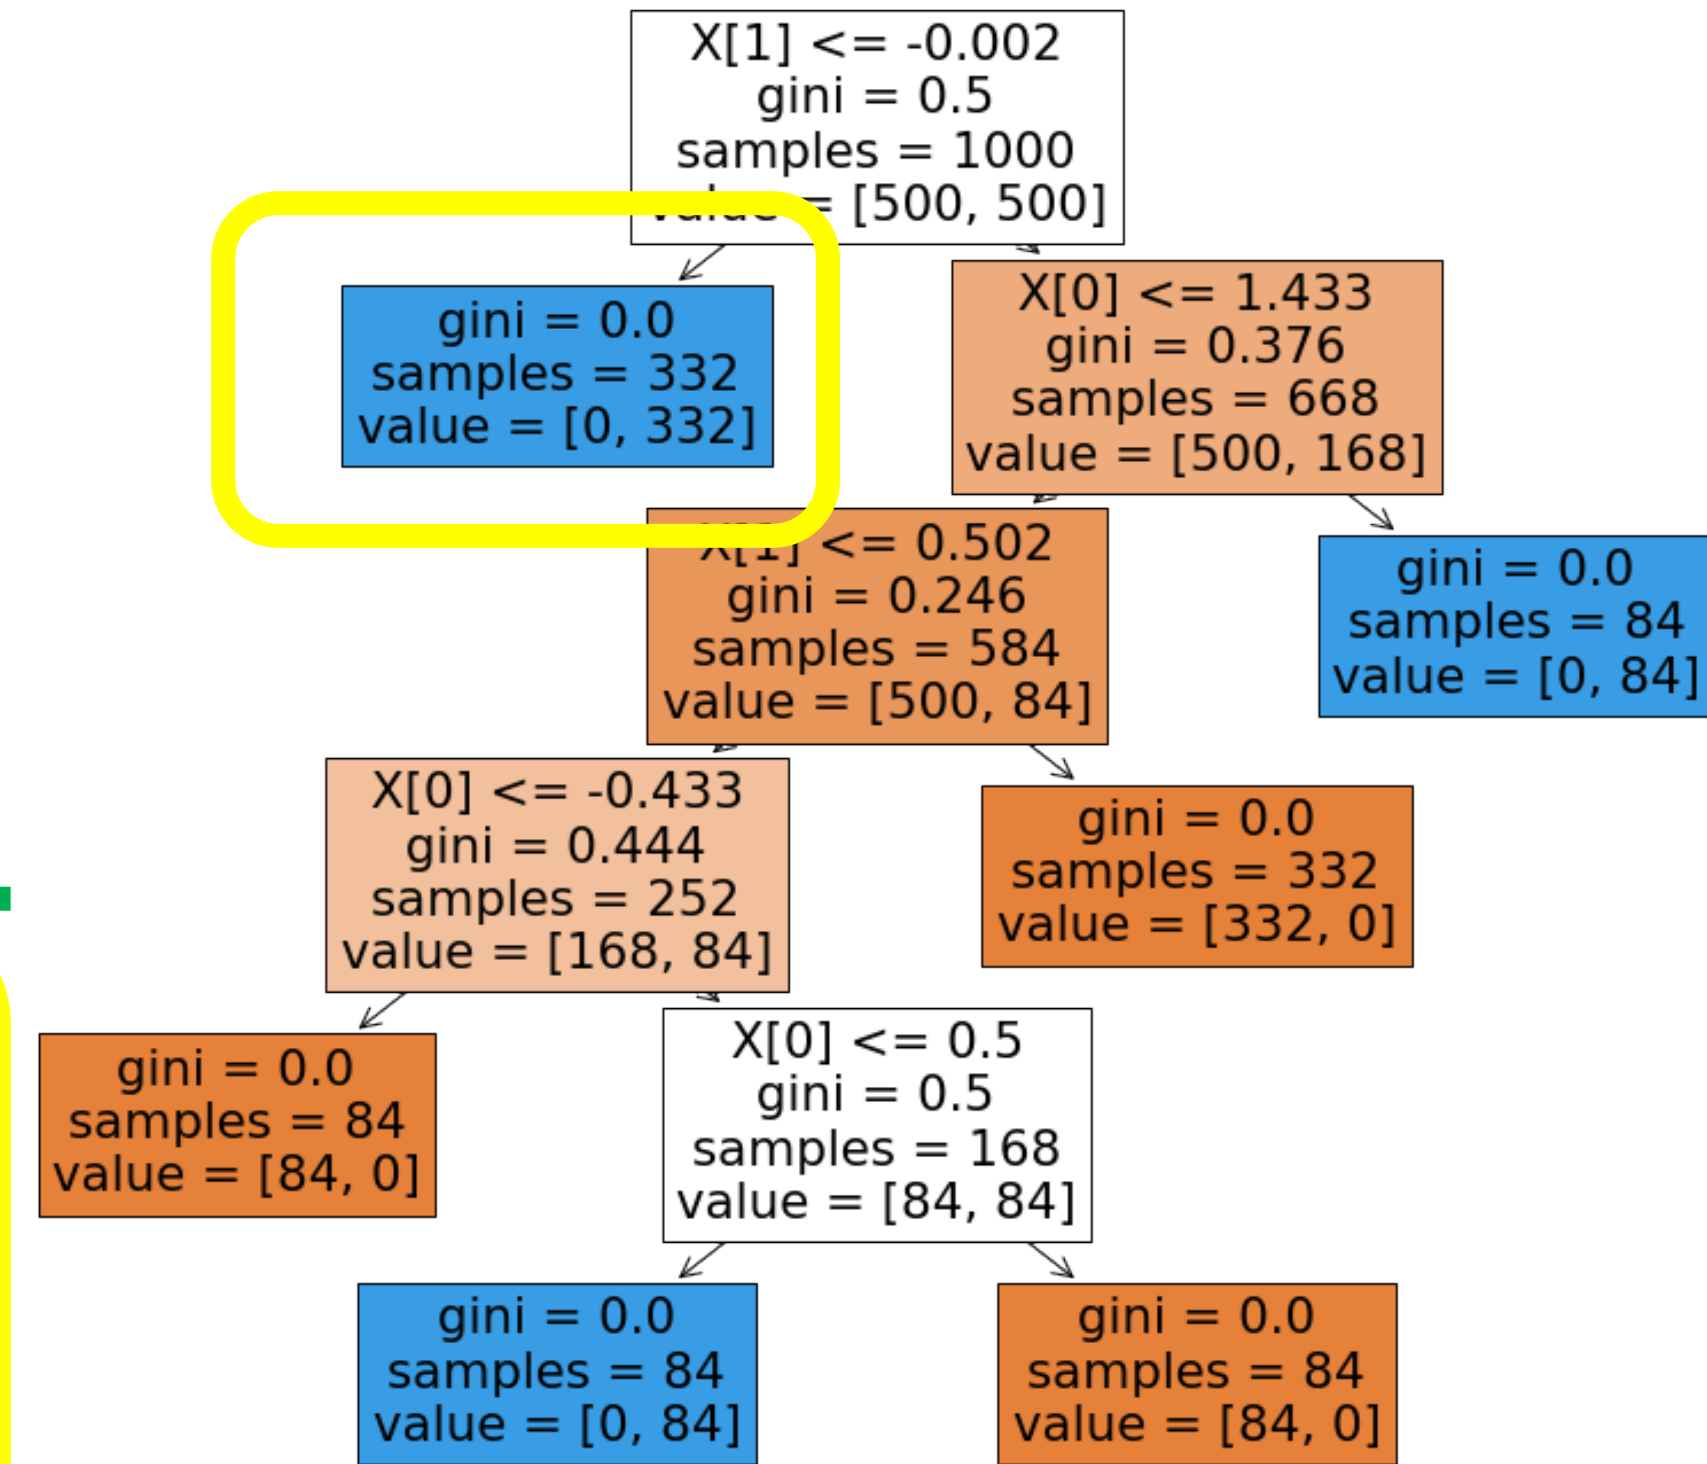 X[1] <= -0.002
gini = 0.5
samples = 1000
value = [500, 500]
gini = 0.0
samples = 332
value = [0, 332]
X[0] <= 1.433
gini = 0.376
samples = 668
value = [500, 168]
X[1] <= 0.502
gini = 0.246
samples = 584
value = [500, 84]
gini = 0.0
samples = 84
value = [0, 84]
X[0] <= -0.433
gini = 0.444
samples = 252
value = [168, 84]
gini = 0.0
samples = 332
value = [332, 0]
gini = 0.0
samples = 84
value = [84, 0]
X[0] <= 0.5
gini = 0.5
samples = 168
value = [84, 84]
gini = 0.0
samples = 84
value = [0, 84]
gini = 0.0
samples = 84
value = [84, 0]